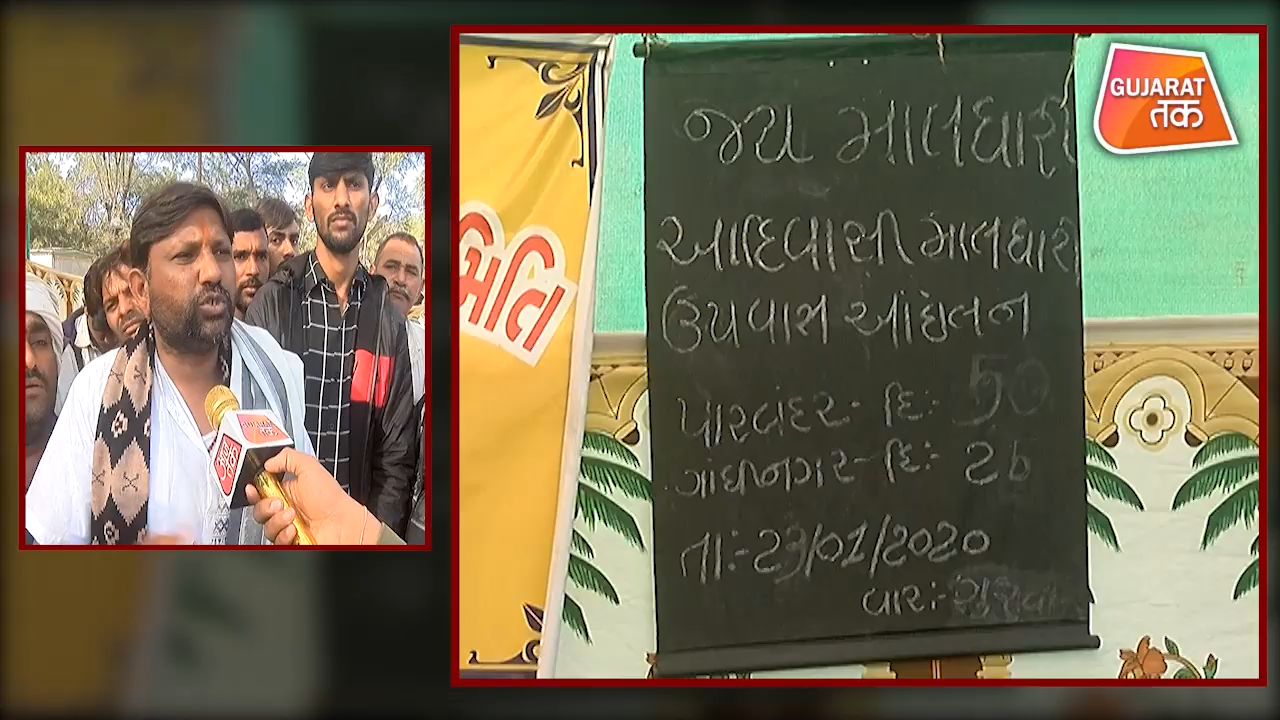 GUJARAT
तक
જય માલધારી
આદિવાસી માલધારી
ઉપવાસ આંદોલન
પોરબંદર- દિ: 50
ગાંધીનગર- દિ: 26
તા:- 23/01/2020
વાર:- ગુરુવાર
મિતિ